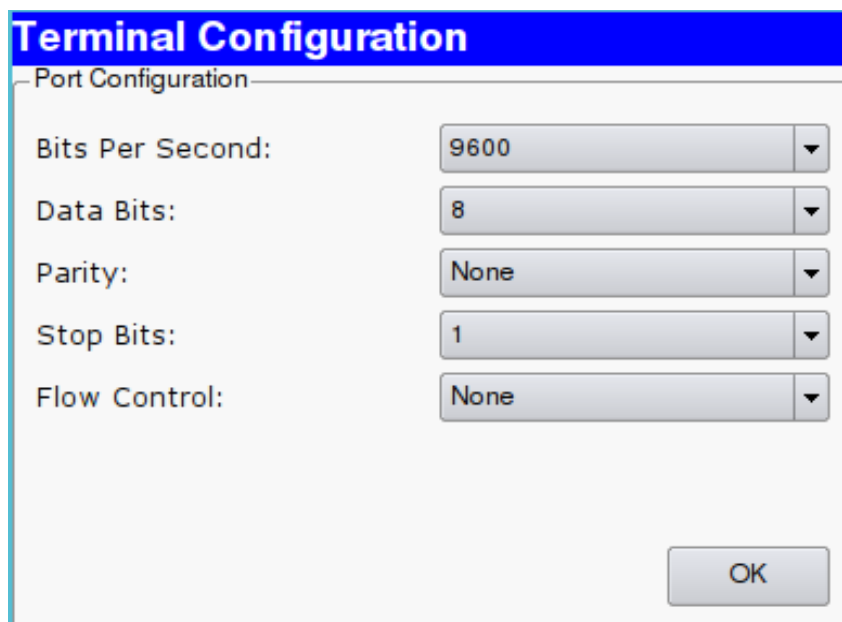 Terminal Configuration
Port Configuration
Bits Per Second: 9600
Data Bits: 8
Parity: None
Stop Bits: 1
Flow Control: None
OK